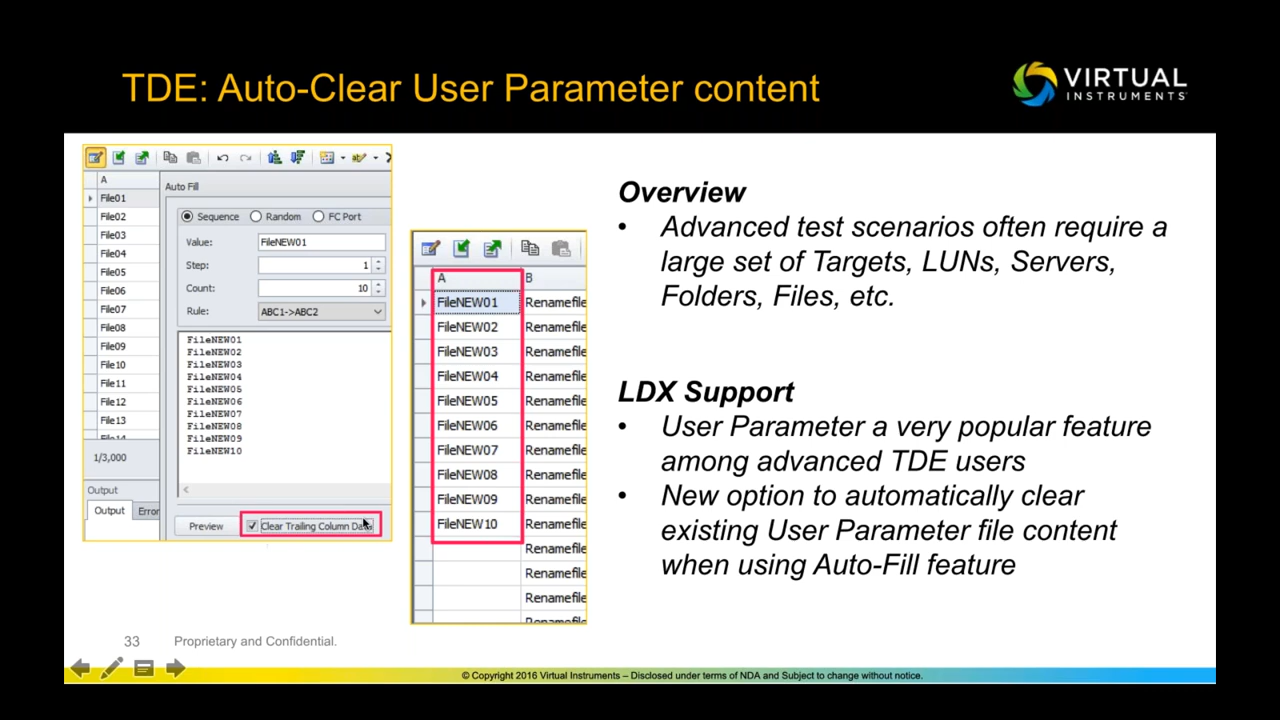 TDE: Auto-Clear User Parameter content
VIRTUAL
INSTRUMENTS
A
File01
File02
File03
File04
File05
File06
File07
File08
File09
File10
File11
File12
File13
File14
1/3,000
Output
Output Error
Auto Fill
Sequence Random FC Port
Value: FileNEW01
Step: 1
Count: 10
Rule: ABC1->ABC2
FileNEW01
FileNEW02
FileNEW03
FileNEW04
FileNEW05
FileNEW06
FileNEW07
FileNEW08
FileNEW09
FileNEW10
Preview Clear Trailing Column Data
A B
FileNEW01 Renamefile
FileNEW02 Renamefile
FileNEW03 Renamefile
FileNEW04 Renamefile
FileNEW05 Renamefile
FileNEW06 Renamefile
FileNEW07 Renamefile
FileNEW08 Renamefile
FileNEW09 Renamefile
FileNEW10 Renamefile
Renamefile
Renamefile
Renamefile
Renamefile
Overview
• Advanced test scenarios often require a
large set of Targets, LUNs, Servers,
Folders, Files, etc.
LDX Support
• User Parameter a very popular feature
among advanced TDE users
• New option to automatically clear
existing User Parameter file content
when using Auto-Fill feature
33 Proprietary and Confidential.
© Copyright 2016 Virtual Instruments – Disclosed under terms of NDA and Subject to change without notice.